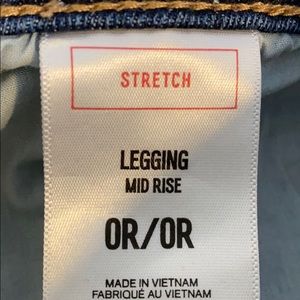 STRETCH
LEGGING
MID RISE
0R/0R
MADE IN VIETNAM
FABRIQUÉ AU VIETNAM